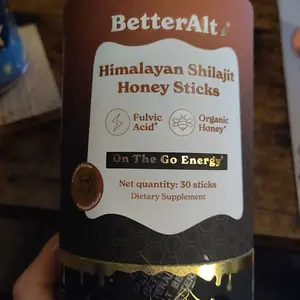 BetterAlt
Himalayan Shilajit
Honey Sticks
Fulvic
Acid*
Organic
Honey*
On The Go Energy*
Net quantity: 30 sticks
Dietary Supplement